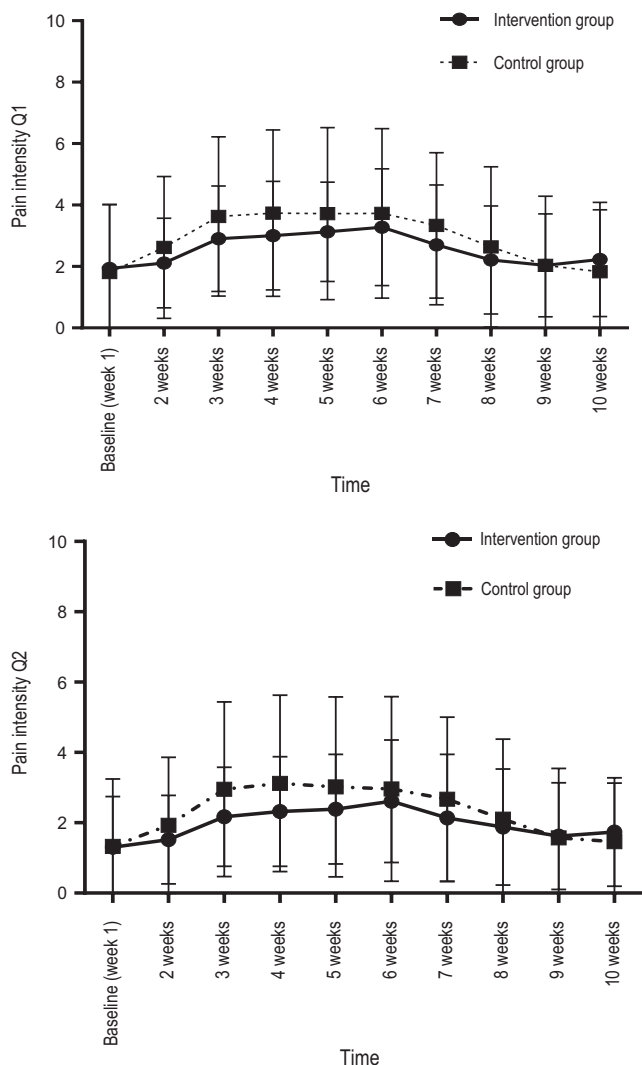 10
8
6
4
2
0
Pain intensity Q1
Intervention group
Control group
Baseline (week 1)
2 weeks
3 weeks
4 weeks
5 weeks
6 weeks
7 weeks
8 weeks
9 weeks
10 weeks
Time
10
8
6
4
2
0
Pain intensity Q2
Intervention group
Control group
Baseline (week 1)
2 weeks
3 weeks
4 weeks
5 weeks
6 weeks
7 weeks
8 weeks
9 weeks
10 weeks
Time